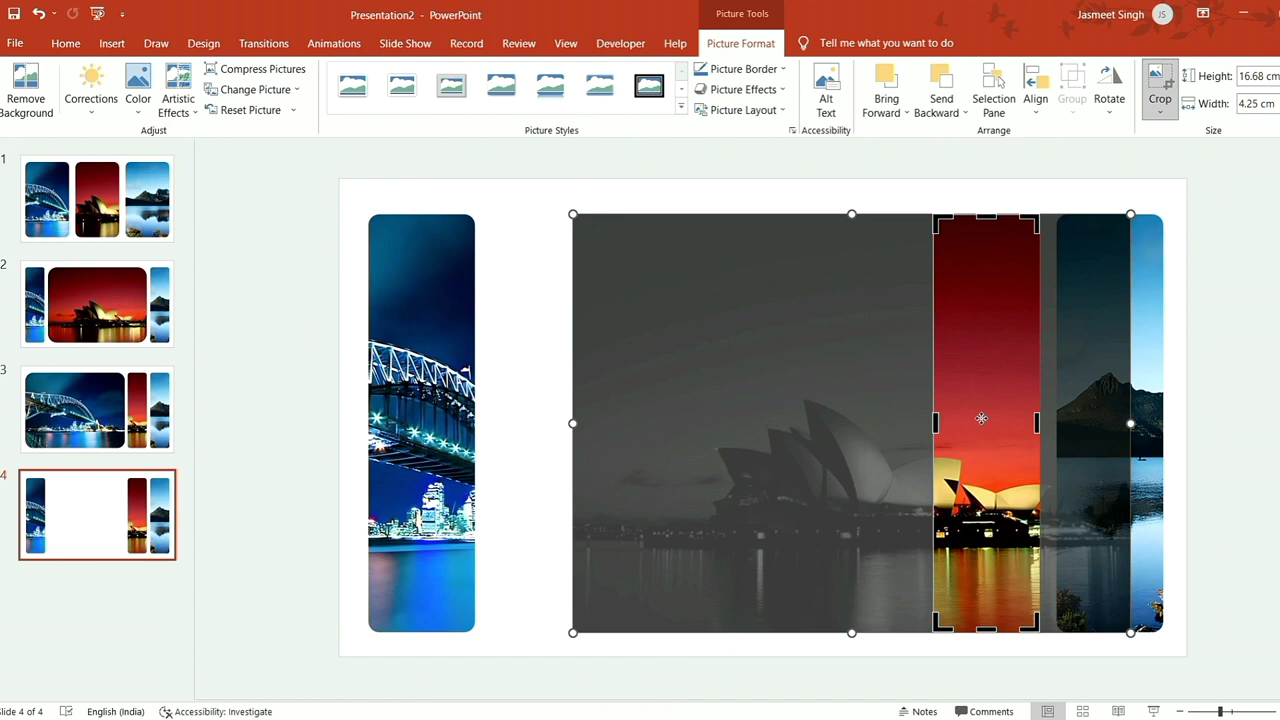 Presentation2 - PowerPoint
Picture Tools
Jasmeet Singh
JS
File
Home
Insert
Draw
Design
Transitions
Animations
Slide Show
Record
Review
View
Developer
Help
Picture Format
Tell me what you want to do
Remove
Background
Corrections
Color
Artistic
Effects
Compress Pictures
Change Picture
Reset Picture
Adjust
Picture Styles
Picture Border
Picture Effects
Picture Layout
Alt
Text
Accessibility
Bring
Forward
Send
Backward
Selection
Pane
Align
Group
Rotate
Arrange
Crop
Height:
16.68 cm
Width:
4.25 cm
Size
1
2
3
4
Slide 4 of 4
English (India)
Accessibility: Investigate
Notes
Comments